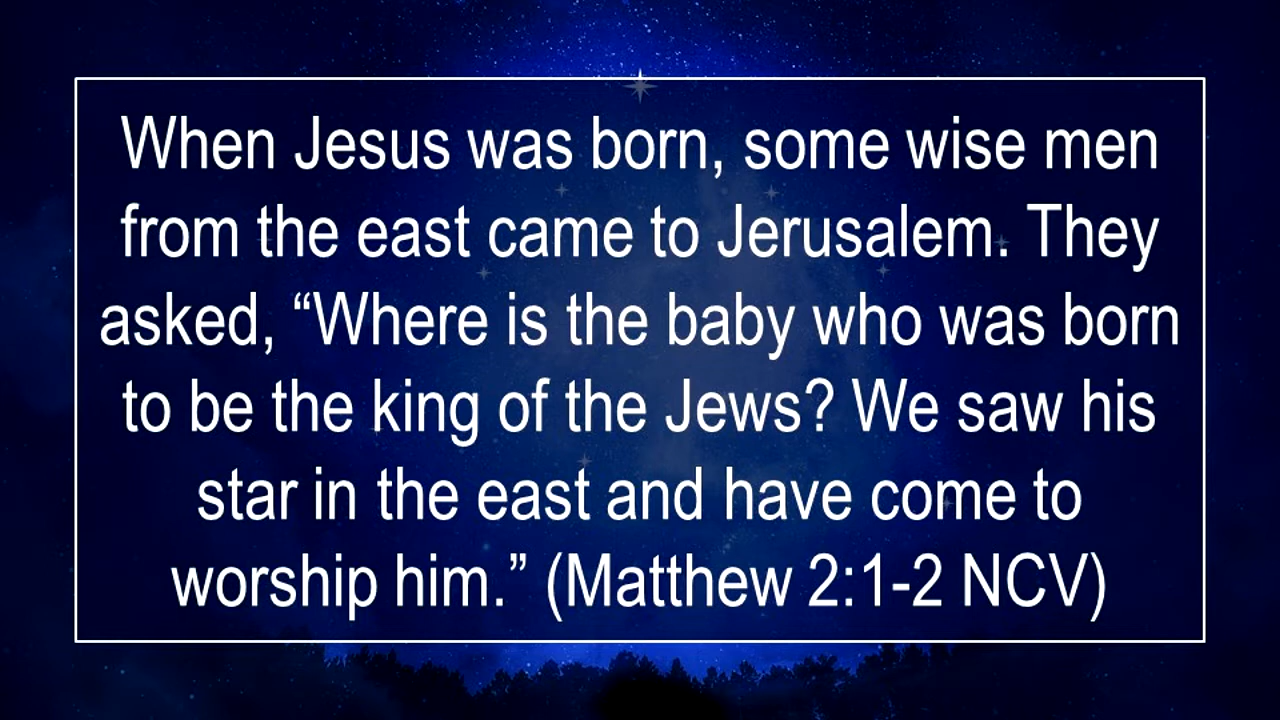 When Jesus was born, some wise men
from the east came to Jerusalem. They
asked, “Where is the baby who was born
to be the king of the Jews? We saw his
star in the east and have come to
worship him.” (Matthew 2:1-2 NCV)